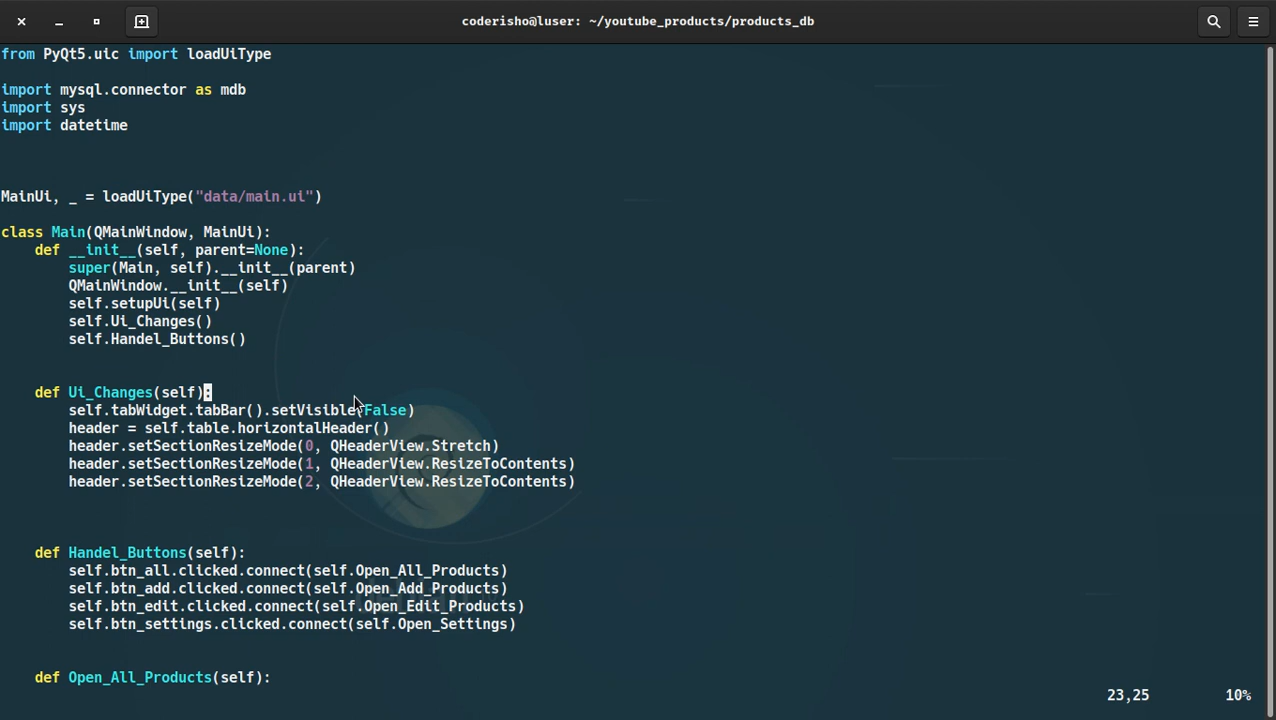 coderisho@luser: ~/youtube_products/products_db
from PyQt5.uic import loadUiType
import mysql.connector as mdb
import sys
import datetime
MainUi, _ = loadUiType("data/main.ui")
class Main(QMainWindow, MainUi):
    def __init__(self, parent=None):
        super(Main, self).__init__(parent)
        QMainWindow.__init__(self)
        self.setupUi(self)
        self.Ui_Changes()
        self.Handel_Buttons()
    def Ui_Changes(self):
        self.tabWidget.tabBar().setVisible(False)
        header = self.table.horizontalHeader()
        header.setSectionResizeMode(0, QHeaderView.Stretch)
        header.setSectionResizeMode(1, QHeaderView.ResizeToContents)
        header.setSectionResizeMode(2, QHeaderView.ResizeToContents)
    def Handel_Buttons(self):
        self.btn_all.clicked.connect(self.Open_All_Products)
        self.btn_add.clicked.connect(self.Open_Add_Products)
        self.btn_edit.clicked.connect(self.Open_Edit_Products)
        self.btn_settings.clicked.connect(self.Open_Settings)
    def Open_All_Products(self):
23,25 10%